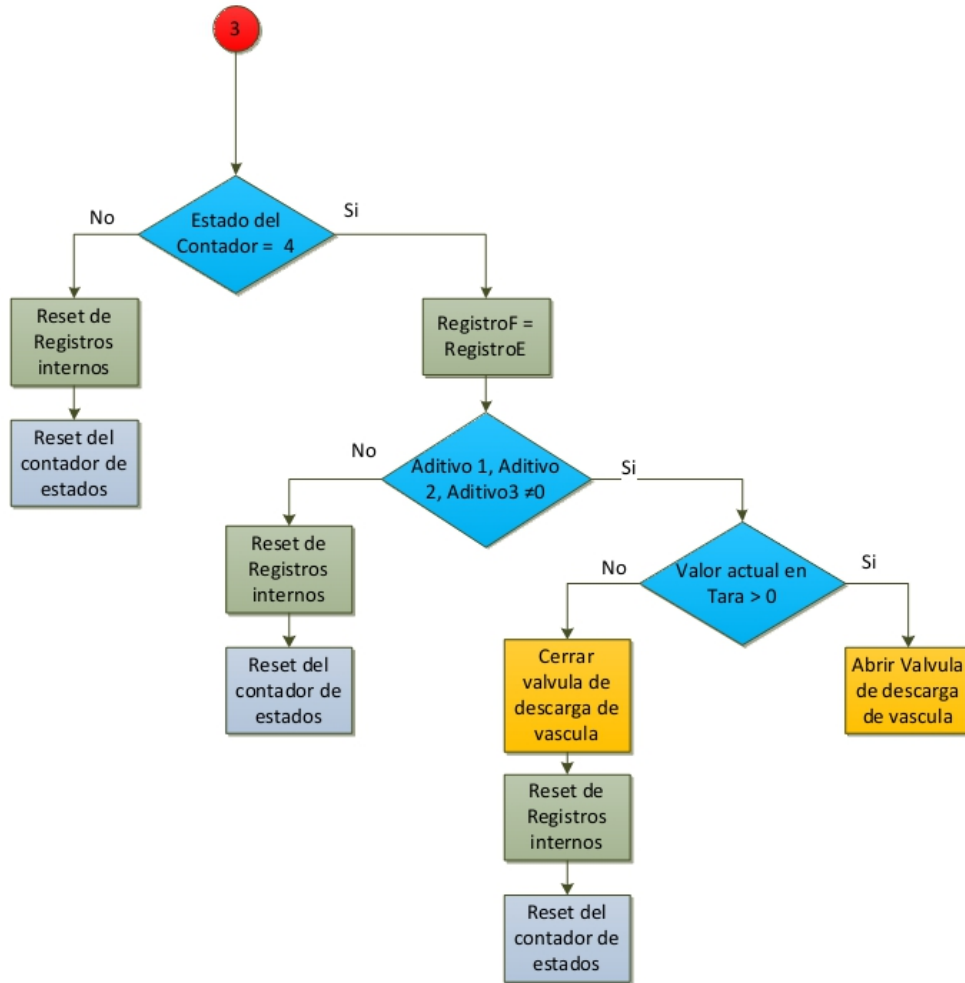 3
No
Si
Estado del
Contador = 4
Reset de
Registros
internos
RegistroF =
RegistroE
Reset del
contador de
estados
No
Si
Aditivo 1, Aditivo
2, Aditivo3 ≠0
Reset de
Registros
internos
No
Si
Valor actual en
Tara > 0
Reset del
contador de
estados
Cerrar
valvula de
descarga de
vascula
Abrir Valvula
de descarga
de vascula
Reset de
Registros
internos
Reset del
contador de
estados